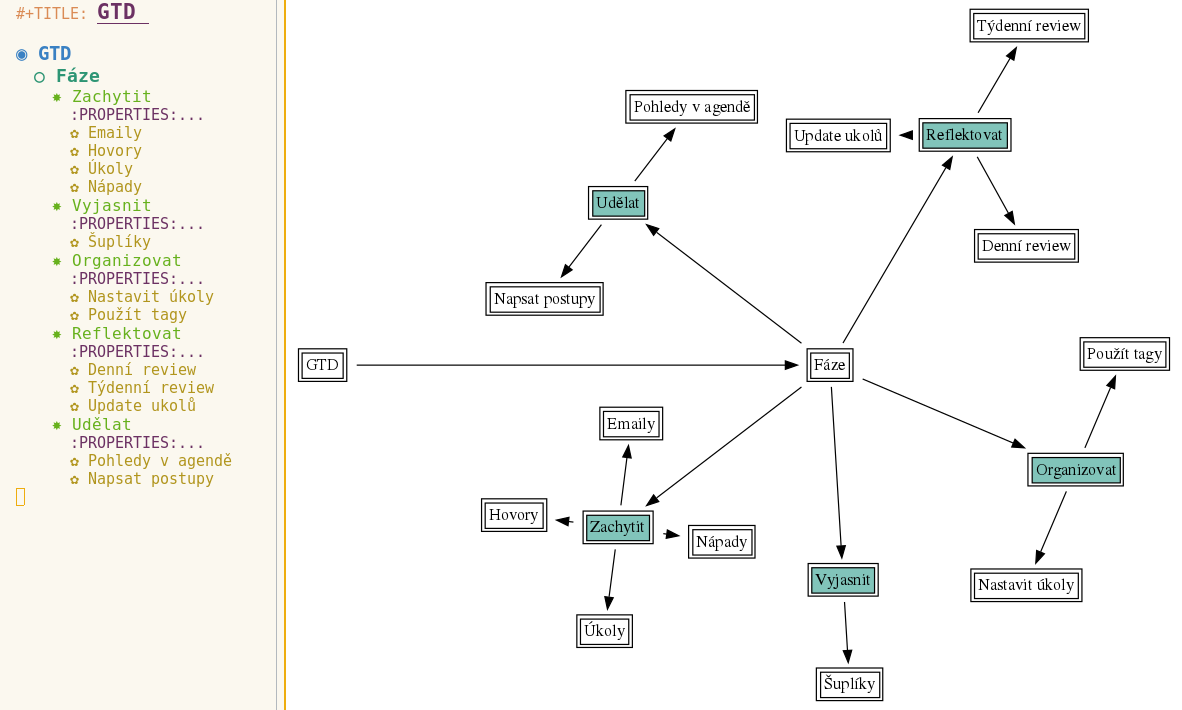 #+TITLE: GTD
◉ GTD
○ Fáze
✸ Zachytit
:PROPERTIES:...
✿ Emaily
✿ Hovory
✿ Úkoly
✿ Nápady
✸ Vyjasnit
:PROPERTIES:...
✿ Šuplíky
✸ Organizovat
:PROPERTIES:...
✿ Nastavit úkoly
✿ Použít tagy
✸ Reflektovat
:PROPERTIES:...
✿ Denní review
✿ Týdenní review
✿ Update ukolů
✸ Udělat
:PROPERTIES:...
✿ Pohledy v agendě
✿ Napsat postupy
Týdenní review
Pohledy v agendě
Update ukolů
Reflektovat
Udělat
Denní review
Napsat postupy
GTD
Fáze
Použít tagy
Emaily
Organizovat
Hovory
Zachytit
Nápady
Vyjasnit
Nastavit úkoly
Úkoly
Šuplíky